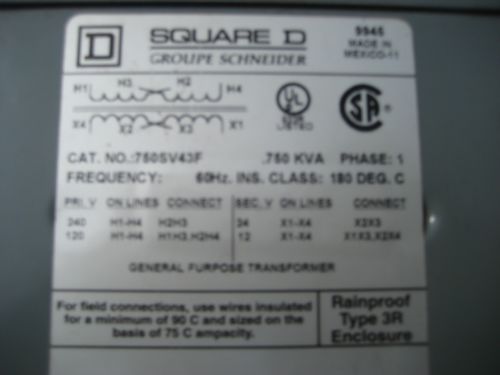 D SQUARE D 9945
GROUPE SCHNEIDER MADE IN
MEXICO-11
H1 H3 H2 H4
X4 X2 X3 X1
UL LISTED
SA
CAT. NO.:750SV43F .750 KVA PHASE: 1
FREQUENCY: 60Hz. INS. CLASS: 180 DEG. C
PRI. V ON LINES CONNECT SEC. V ON LINES CONNECT
240 H1-H4 H2H3 24 X1-X4 X2X3
120 H1-H4 H1H3,H2H4 12 X1-X4 X1X3,X2X4
GENERAL PURPOSE TRANSFORMER
For field connections, use wires insulated
for a minimum of 90 C and sized on the
basis of 75 C ampacity.
Rainproof
Type 3R
Enclosure